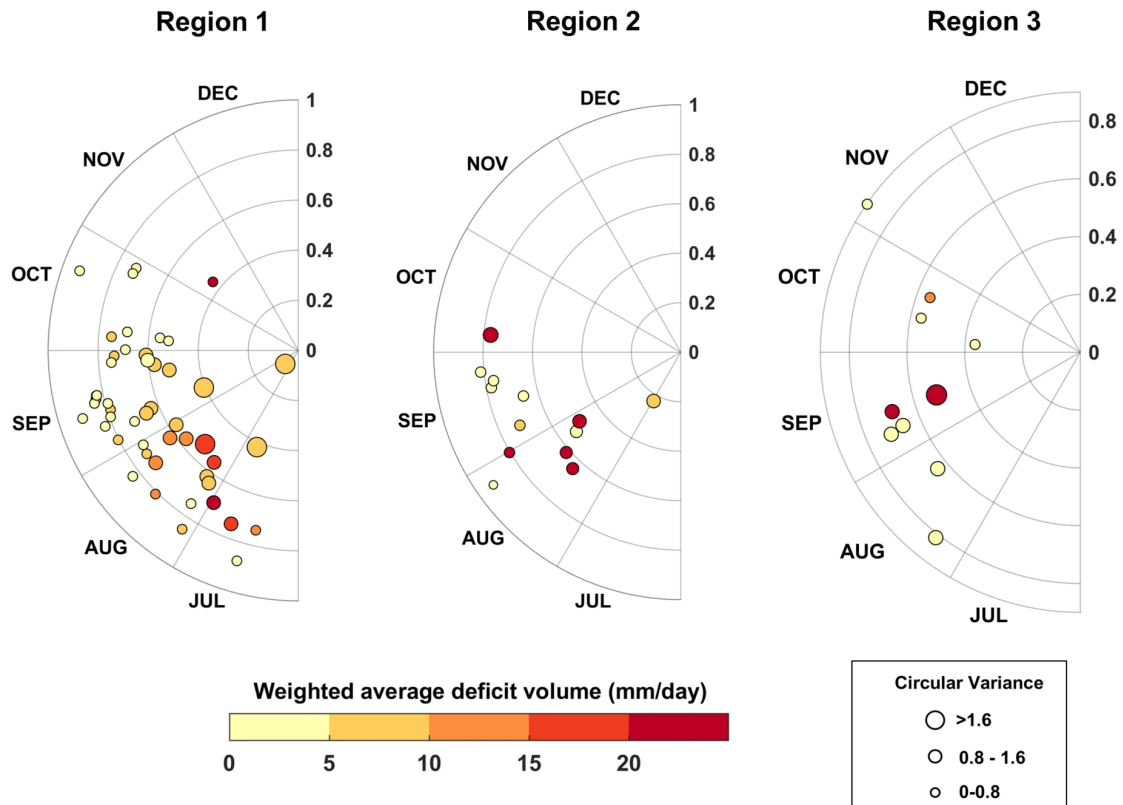 Region 1
Region 2
Region 3
DEC
NOV
OCT
SEP
AUG
JUL
1
0.8
0.6
0.4
0.2
0
DEC
NOV
OCT
SEP
AUG
JUL
1
0.8
0.6
0.4
0.2
0
DEC
NOV
OCT
SEP
AUG
JUL
0.8
0.6
0.4
0.2
0
Weighted average deficit volume (mm/day)
0 5 10 15 20
Circular Variance
>1.6
0.8 - 1.6
0-0.8